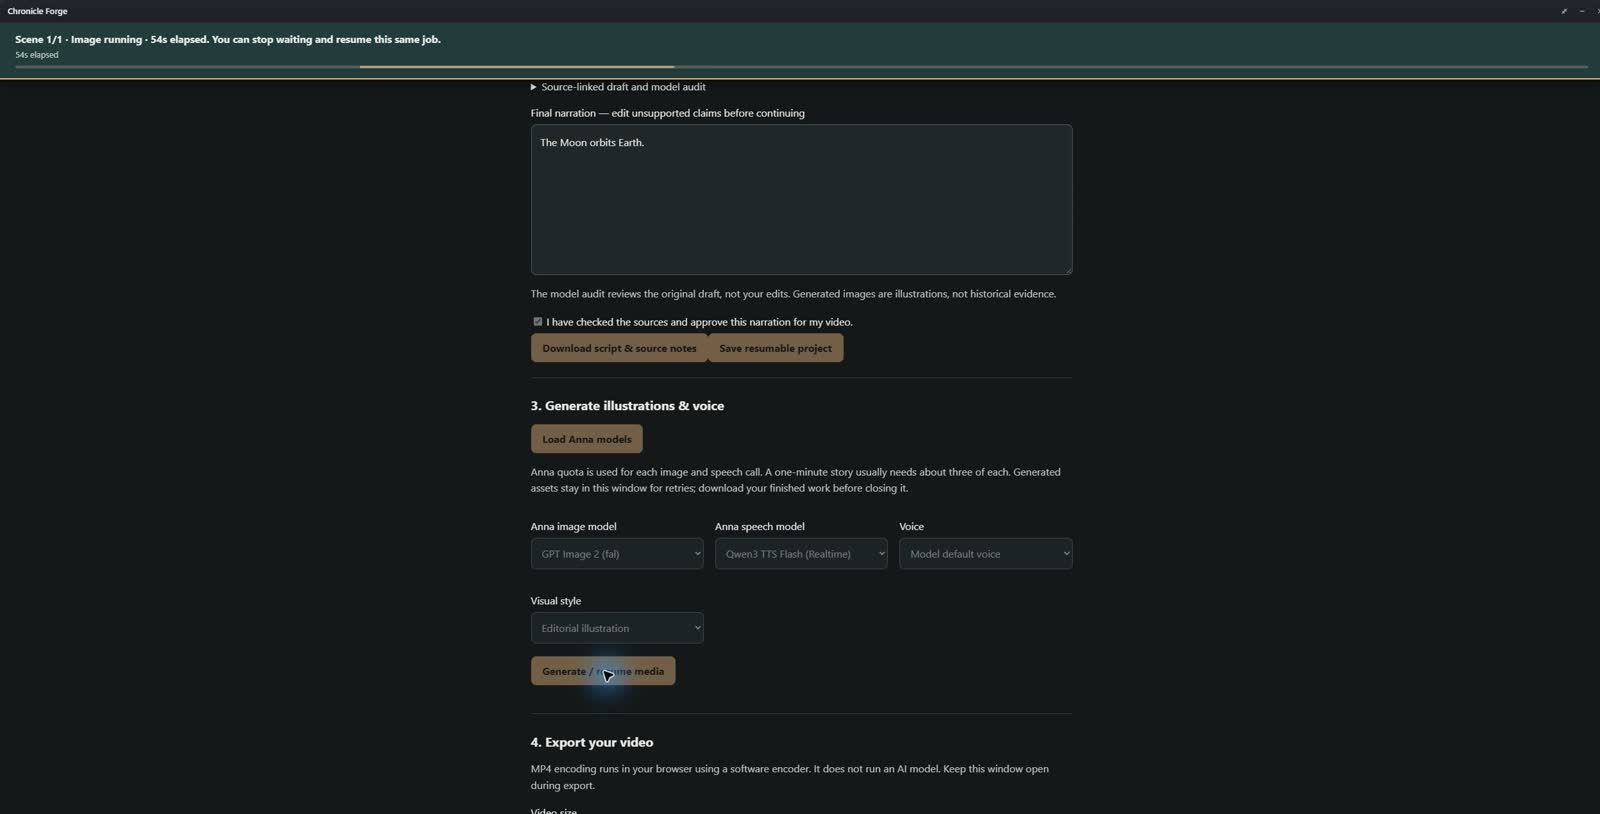 Chronicle Forge
Scene 1/1 · Image running · 54s elapsed. You can stop waiting and resume this same job.
54s elapsed
Source-linked draft and model audit
Final narration — edit unsupported claims before continuing
The Moon orbits Earth.
The model audit reviews the original draft, not your edits. Generated images are illustrations, not historical evidence.
I have checked the sources and approve this narration for my video.
Download script & source notes Save resumable project
3. Generate illustrations & voice
Load Anna models
Anna quota is used for each image and speech call. A one-minute story usually needs about three of each. Generated
assets stay in this window for retries; download your finished work before closing it.
Anna image model Anna speech model Voice
GPT Image 2 (fal) Qwen3 TTS Flash (Realtime) Model default voice
Visual style
Editorial illustration
Generate / resume media
4. Export your video
MP4 encoding runs in your browser using a software encoder. It does not run an AI model. Keep this window open
during export.
Video size